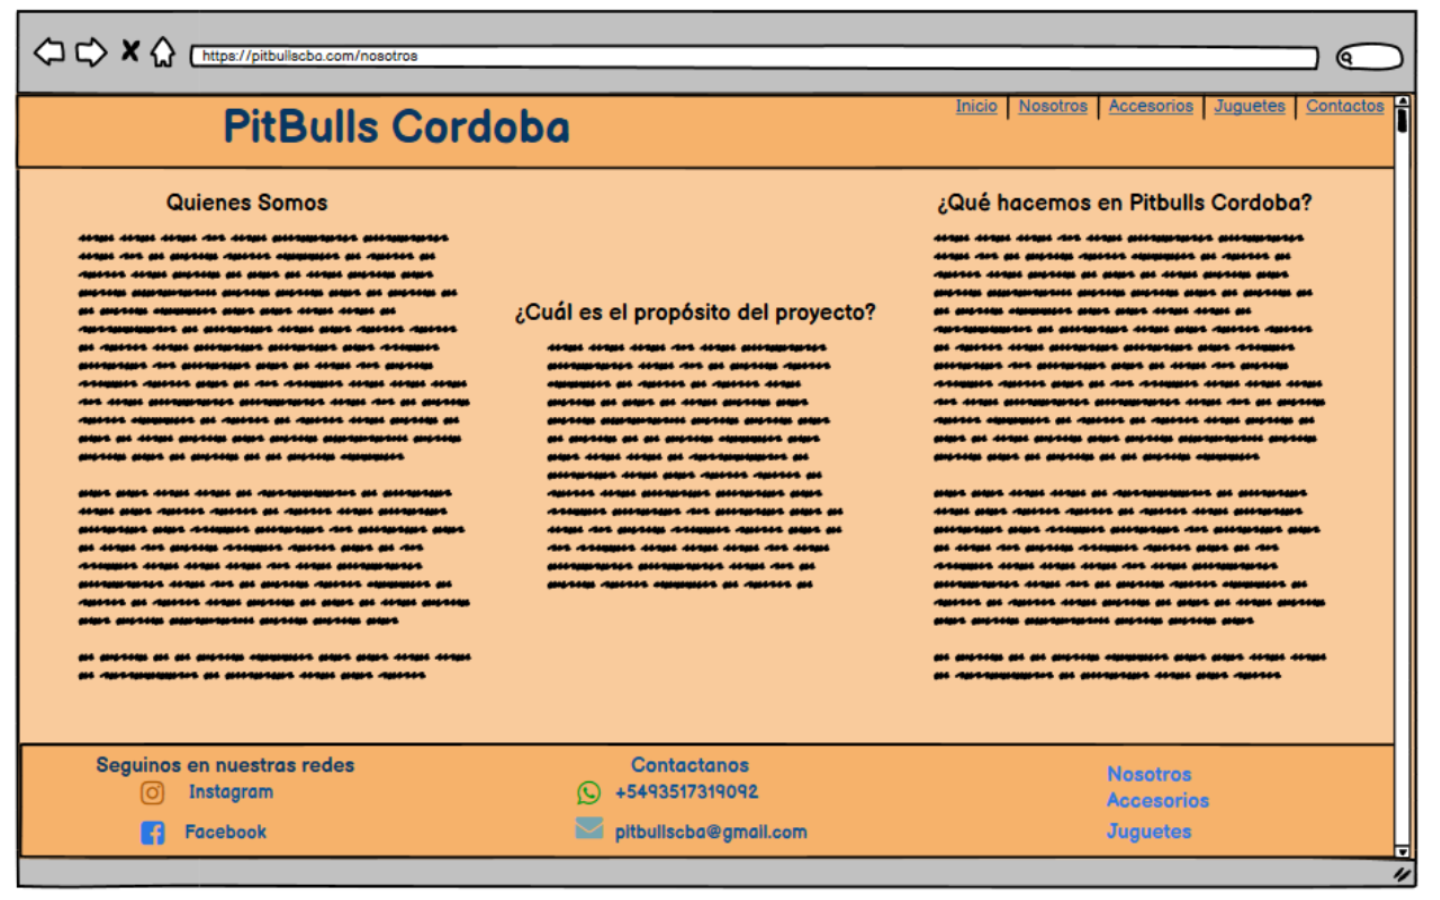 https://pitbullscba.com/nosotros
PitBulls Cordoba
Inicio | Nosotros | Accesorios | Juguetes | Contactos
Quienes Somos
¿Cuál es el propósito del proyecto?
¿Qué hacemos en Pitbulls Cordoba?
Seguinos en nuestras redes
Instagram
Facebook
Contactanos
+5493517319092
pitbullscba@gmail.com
Nosotros
Accesorios
Juguetes